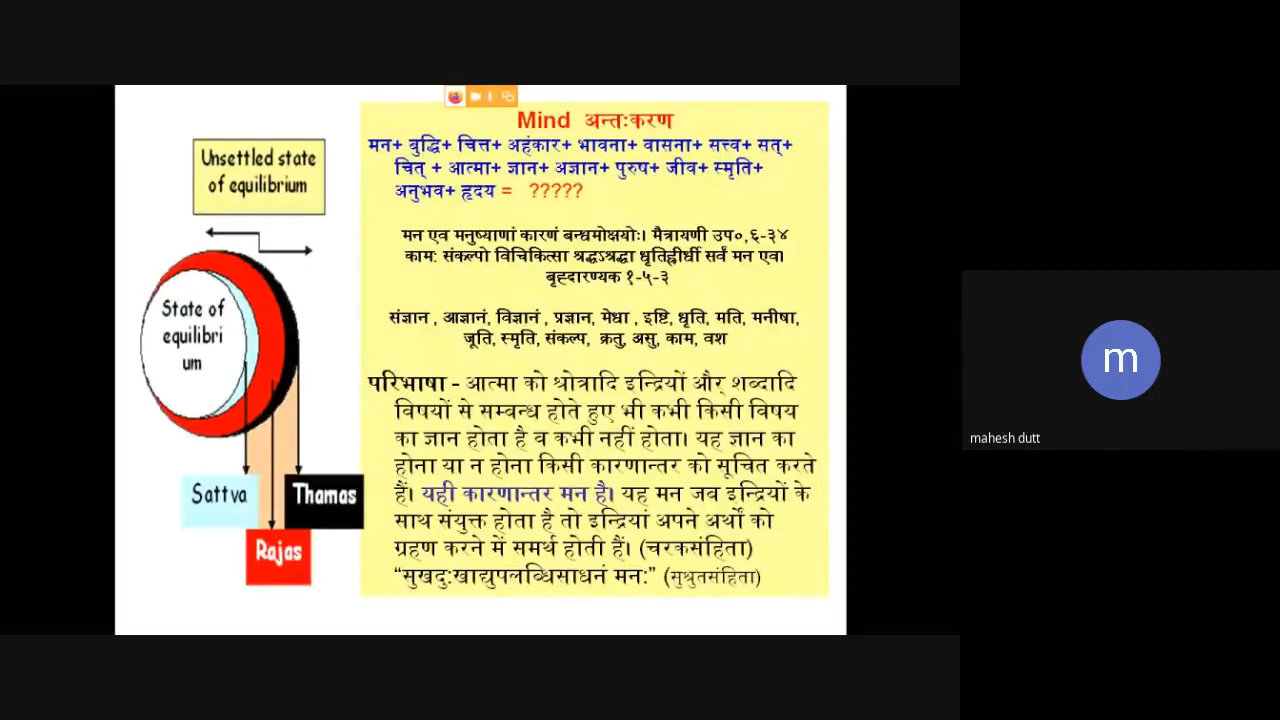 Unsettled state
of equilibrium
State of
equilibri
um
Sattva
Thamas
Rajas
Mind अन्तःकरण
मन+ बुद्धि+ चित्त+ अहंकार+ भावना+ वासना+ सत्त्व+ सत्+
चित् + आत्मा+ ज्ञान+ अज्ञान+ पुरुष+ जीव+ स्मृति+
अनुभव+ हृदय = ?????
मन एव मनुष्याणां कारणं बन्धमोक्षयोः। मैत्रायणी उप०,६-३४
कामः संकल्पो विचिकित्सा श्रद्धाऽश्रद्धा धृतिर्ह्रीर्धी सर्वं मन एव।
बृहदारण्यक १-५-३
संज्ञान , आज्ञानं, विज्ञानं , प्रज्ञान, मेधा , इष्टि, धृति, मति, मनीषा,
जूति, स्मृति, संकल्प, क्रतु, असु, काम, वश
परिभाषा - आत्मा को श्रोत्रादि इन्द्रियों और शब्दादि
विषयों से सम्बन्ध होते हुए भी कभी किसी विषय
का ज्ञान होता है व कभी नहीं होता। यह ज्ञान का
होना या न होना किसी कारणान्तर को सूचित करते
हैं। यही कारणान्तर मन है। यह मन जब इन्द्रियों के
साथ संयुक्त होता है तो इन्द्रियां अपने अर्थों को
ग्रहण करने में समर्थ होती हैं। (चरकसंहिता)
“सुखदुःखाद्युपलब्धिसाधनं मनः” (सुश्रुतसंहिता)
m
mahesh dutt